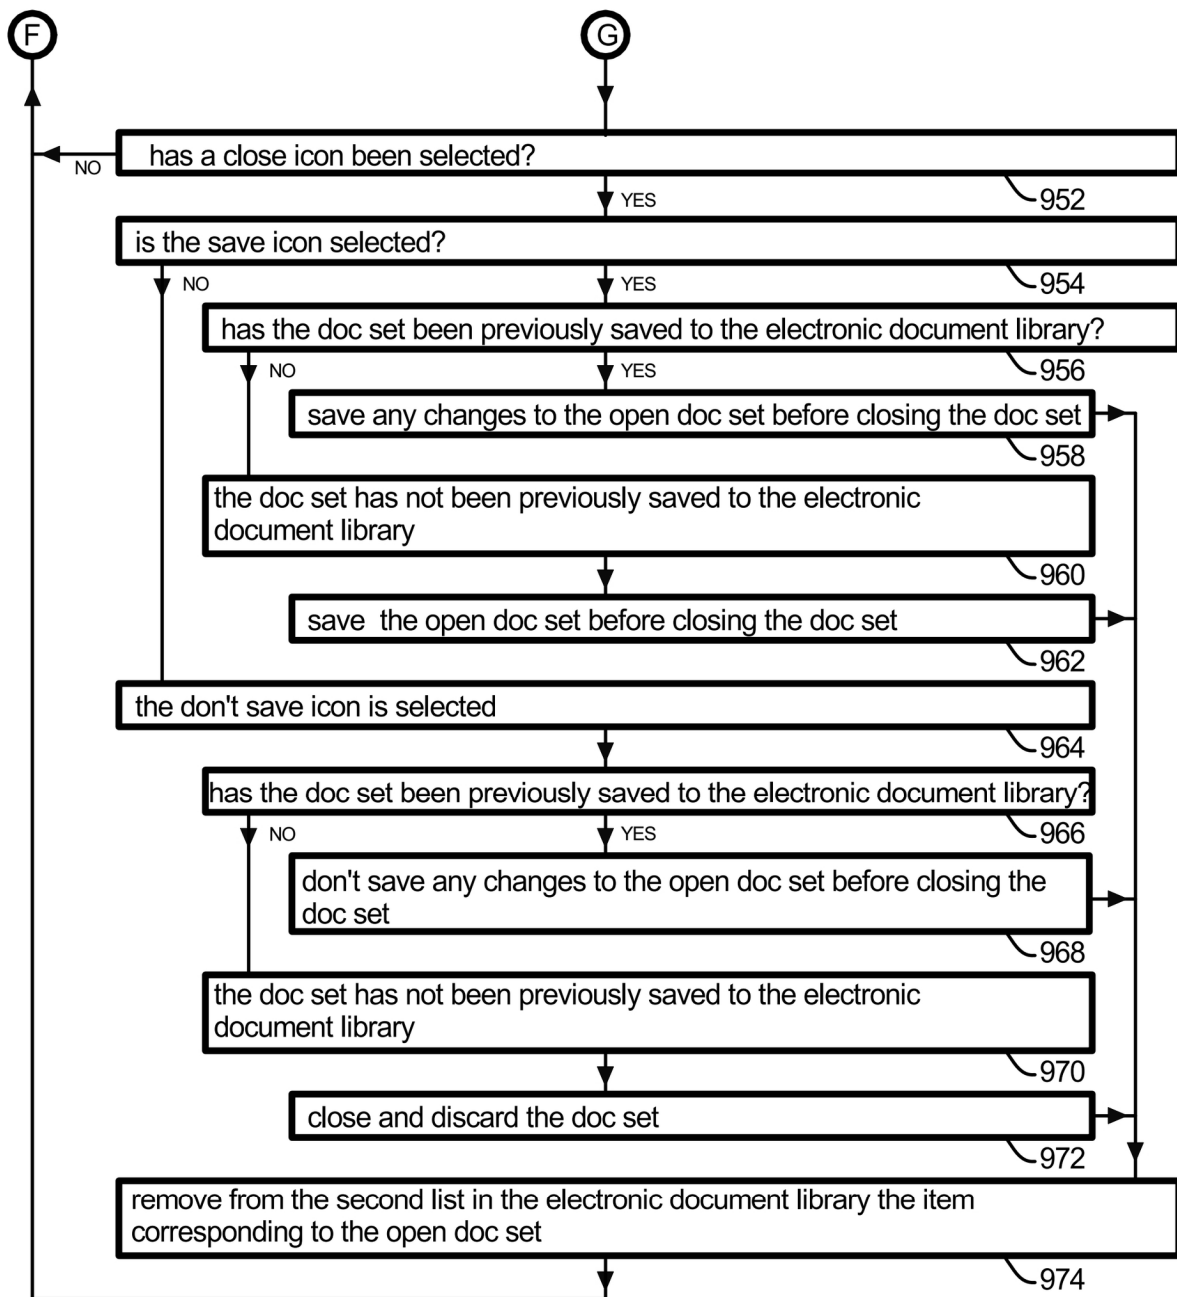 F
G
has a close icon been selected?
NO
952
YES
is the save icon selected?
954
NO
YES
has the doc set been previously saved to the electronic document library?
956
NO
YES
save any changes to the open doc set before closing the doc set
958
the doc set has not been previously saved to the electronic
document library
960
save the open doc set before closing the doc set
962
the don't save icon is selected
964
has the doc set been previously saved to the electronic document library?
966
NO
YES
don't save any changes to the open doc set before closing the
doc set
968
the doc set has not been previously saved to the electronic
document library
970
close and discard the doc set
972
remove from the second list in the electronic document library the item
corresponding to the open doc set
974